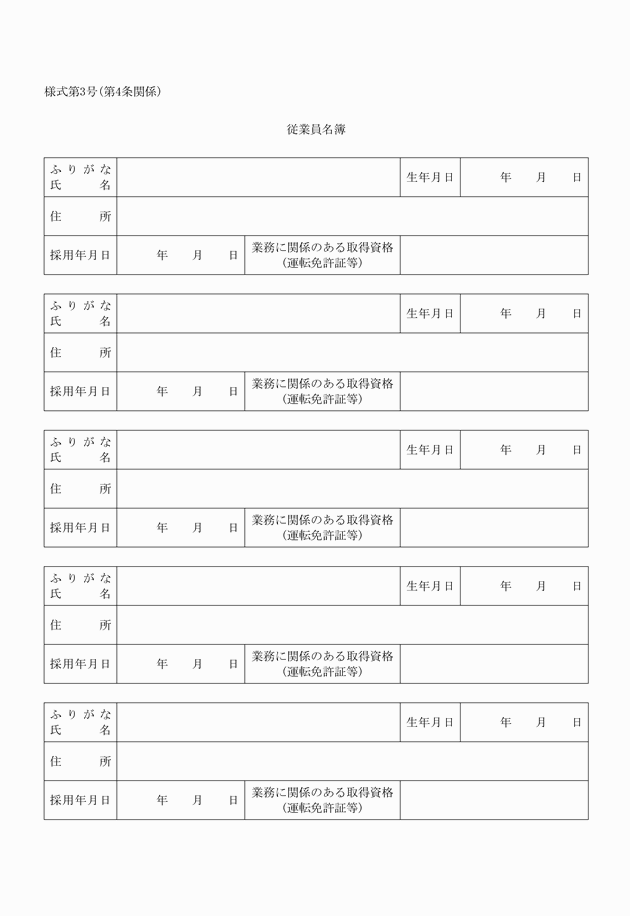 様式第3号(第4条関係)
従業員名簿
ふりがな
氏名
生年月日 年 月 日
住所
採用年月日 年 月 日 業務に関係のある取得資格
(運転免許証等)
ふりがな
氏名
生年月日 年 月 日
住所
採用年月日 年 月 日 業務に関係のある取得資格
(運転免許証等)
ふりがな
氏名
生年月日 年 月 日
住所
採用年月日 年 月 日 業務に関係のある取得資格
(運転免許証等)
ふりがな
氏名
生年月日 年 月 日
住所
採用年月日 年 月 日 業務に関係のある取得資格
(運転免許証等)
ふりがな
氏名
生年月日 年 月 日
住所
採用年月日 年 月 日 業務に関係のある取得資格
(運転免許証等)